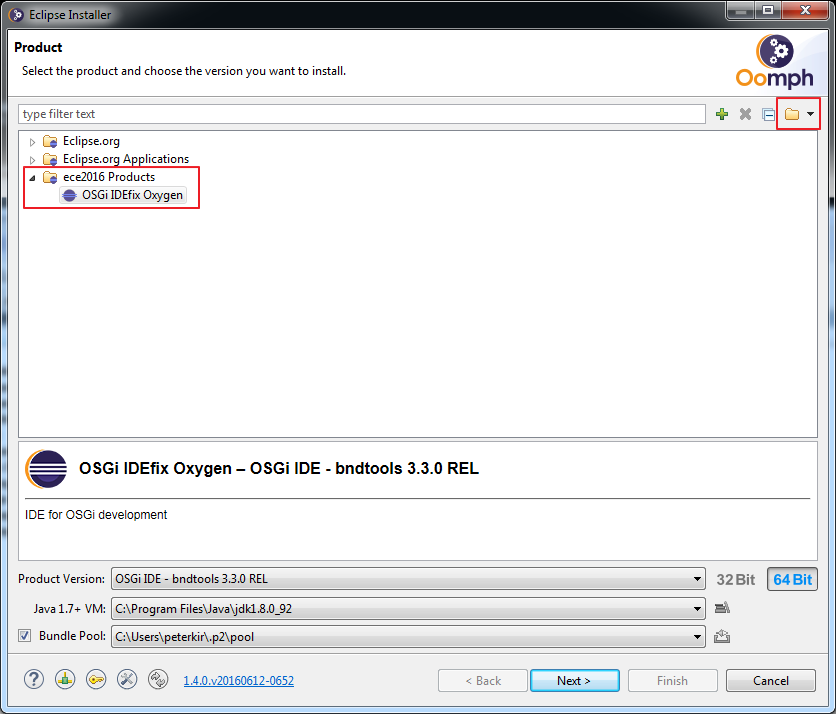 Eclipse Installer
Product
Select the product and choose the version you want to install.
Oomph
type filter text
Eclipse.org
Eclipse.org Applications
ece2016 Products
OSGi IDEfix Oxygen
OSGi IDEfix Oxygen – OSGi IDE - bndtools 3.3.0 REL
IDE for OSGi development
Product Version: OSGi IDE - bndtools 3.3.0 REL 32 Bit 64 Bit
Java 1.7+ VM: C:\Program Files\Java\jdk1.8.0_92
Bundle Pool: C:\Users\peterkir\.p2\pool
? 1.4.0.v20160612-0652 < Back Next > Finish Cancel